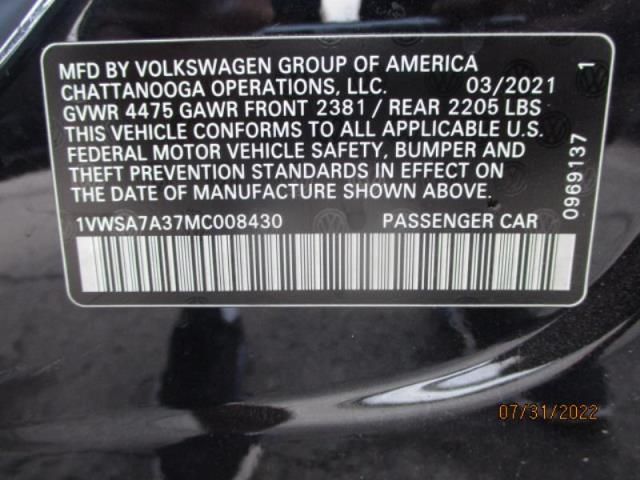 MFD BY VOLKSWAGEN GROUP OF AMERICA
CHATTANOOGA OPERATIONS, LLC. 03/2021
GVWR 4475 GAWR FRONT 2381 / REAR 2205 LBS
THIS VEHICLE CONFORMS TO ALL APPLICABLE U.S.
FEDERAL MOTOR VEHICLE SAFETY, BUMPER AND
THEFT PREVENTION STANDARDS IN EFFECT ON
THE DATE OF MANUFACTURE SHOWN ABOVE.
1VWSA7A37MC008430 PASSENGER CAR
0969137 1
07/31/2022